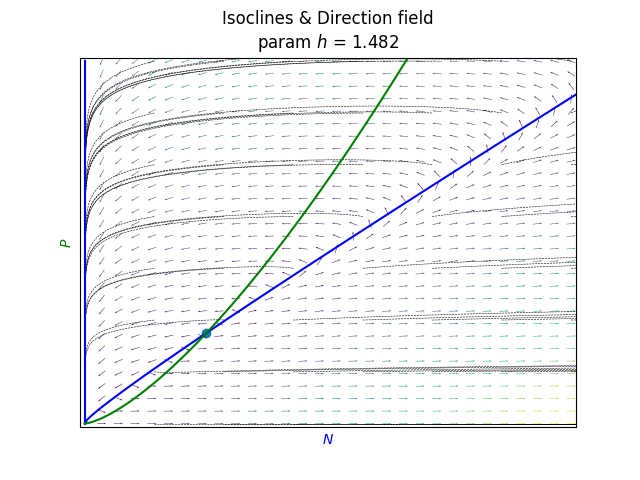 Isoclines & Direction field
param h = 1.482
P
N